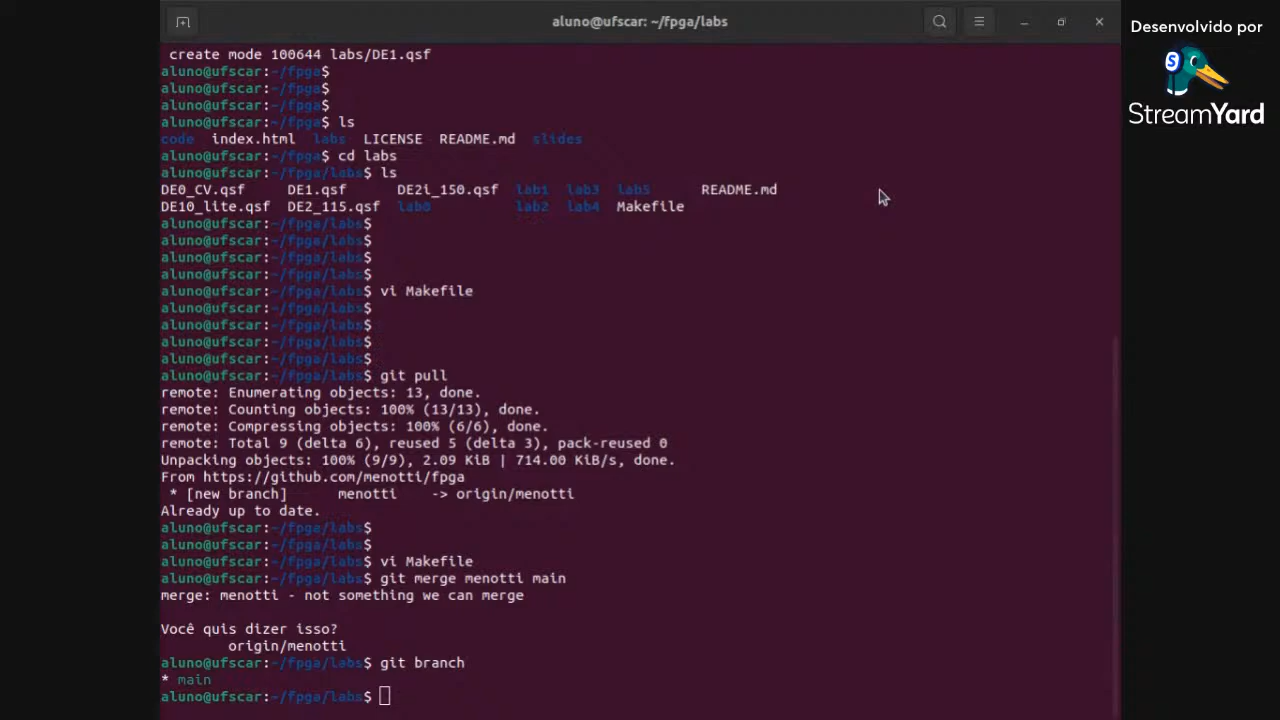 aluno@ufscar: ~/fpga/labs
Desenvolvido por
S
StreamYard
create mode 100644 labs/DE1.qsf
aluno@ufscar:~/fpga$
aluno@ufscar:~/fpga$
aluno@ufscar:~/fpga$
aluno@ufscar:~/fpga$ ls
code index.html labs LICENSE README.md slides
aluno@ufscar:~/fpga$ cd labs
aluno@ufscar:~/fpga/labs$ ls
DE0_CV.qsf DE1.qsf DE2i_150.qsf lab1 lab3 lab5 README.md
DE10_lite.qsf DE2_115.qsf lab0 lab2 lab4 Makefile
aluno@ufscar:~/fpga/labs$
aluno@ufscar:~/fpga/labs$
aluno@ufscar:~/fpga/labs$
aluno@ufscar:~/fpga/labs$
aluno@ufscar:~/fpga/labs$ vi Makefile
aluno@ufscar:~/fpga/labs$
aluno@ufscar:~/fpga/labs$
aluno@ufscar:~/fpga/labs$
aluno@ufscar:~/fpga/labs$
aluno@ufscar:~/fpga/labs$ git pull
remote: Enumerating objects: 13, done.
remote: Counting objects: 100% (13/13), done.
remote: Compressing objects: 100% (6/6), done.
remote: Total 9 (delta 6), reused 5 (delta 3), pack-reused 0
Unpacking objects: 100% (9/9), 2.09 KiB | 714.00 KiB/s, done.
From https://github.com/menotti/fpga
* [new branch] menotti -> origin/menotti
Already up to date.
aluno@ufscar:~/fpga/labs$
aluno@ufscar:~/fpga/labs$
aluno@ufscar:~/fpga/labs$ vi Makefile
aluno@ufscar:~/fpga/labs$ git merge menotti main
merge: menotti - not something we can merge
Você quis dizer isso?
origin/menotti
aluno@ufscar:~/fpga/labs$ git branch
* main
aluno@ufscar:~/fpga/labs$